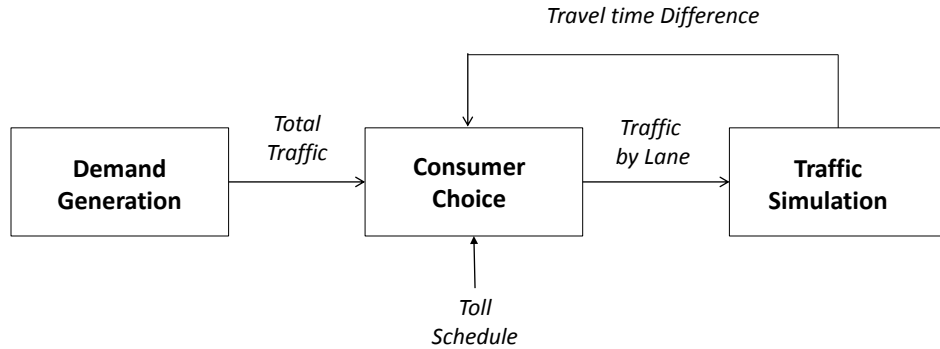 Travel time Difference
Total
Traffic
Traffic
by Lane
Demand
Generation
Consumer
Choice
Traffic
Simulation
Toll
Schedule